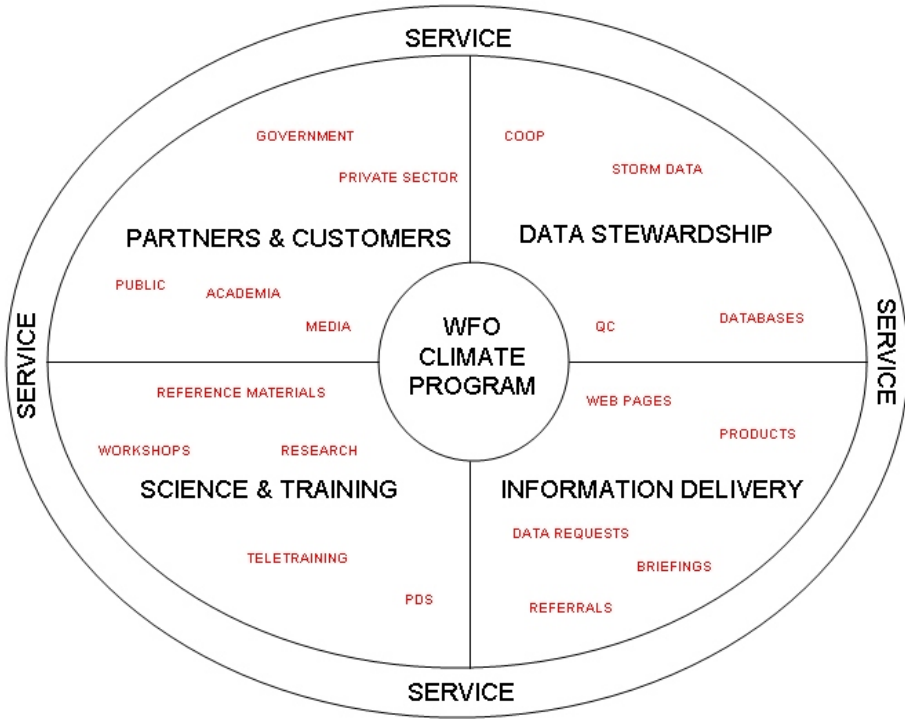 SERVICE
GOVERNMENT
PRIVATE SECTOR
PARTNERS & CUSTOMERS
PUBLIC
ACADEMIA
MEDIA
COOP
STORM DATA
DATA STEWARDSHIP
QC
DATABASES
SERVICE
WFO
CLIMATE
PROGRAM
SERVICE
REFERENCE MATERIALS
WORKSHOPS
RESEARCH
SCIENCE & TRAINING
TELETRAINING
PDS
WEB PAGES
PRODUCTS
INFORMATION DELIVERY
DATA REQUESTS
BRIEFINGS
REFERRALS
SERVICE